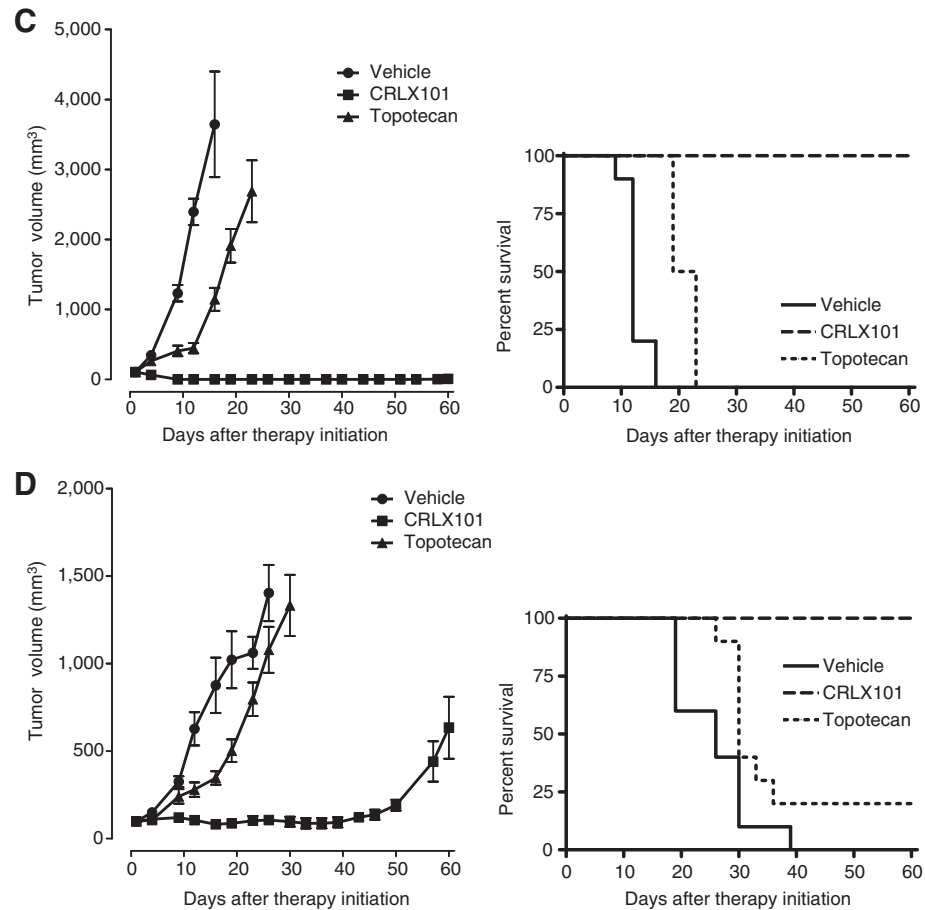 C
5,000
4,000
3,000
2,000
1,000
0
Tumor volume (mm³)
0 10 20 30 40 50 60
Days after therapy initiation
Vehicle
CRLX101
Topotecan
100
75
50
25
0
Percent survival
0 10 20 30 40 50 60
Days after therapy initiation
Vehicle
CRLX101
Topotecan
D
2,000
1,500
1,000
500
0
Tumor volume (mm³)
0 10 20 30 40 50 60
Days after therapy initiation
Vehicle
CRLX101
Topotecan
100
75
50
25
0
Percent survival
0 10 20 30 40 50 60
Days after therapy initiation
Vehicle
CRLX101
Topotecan